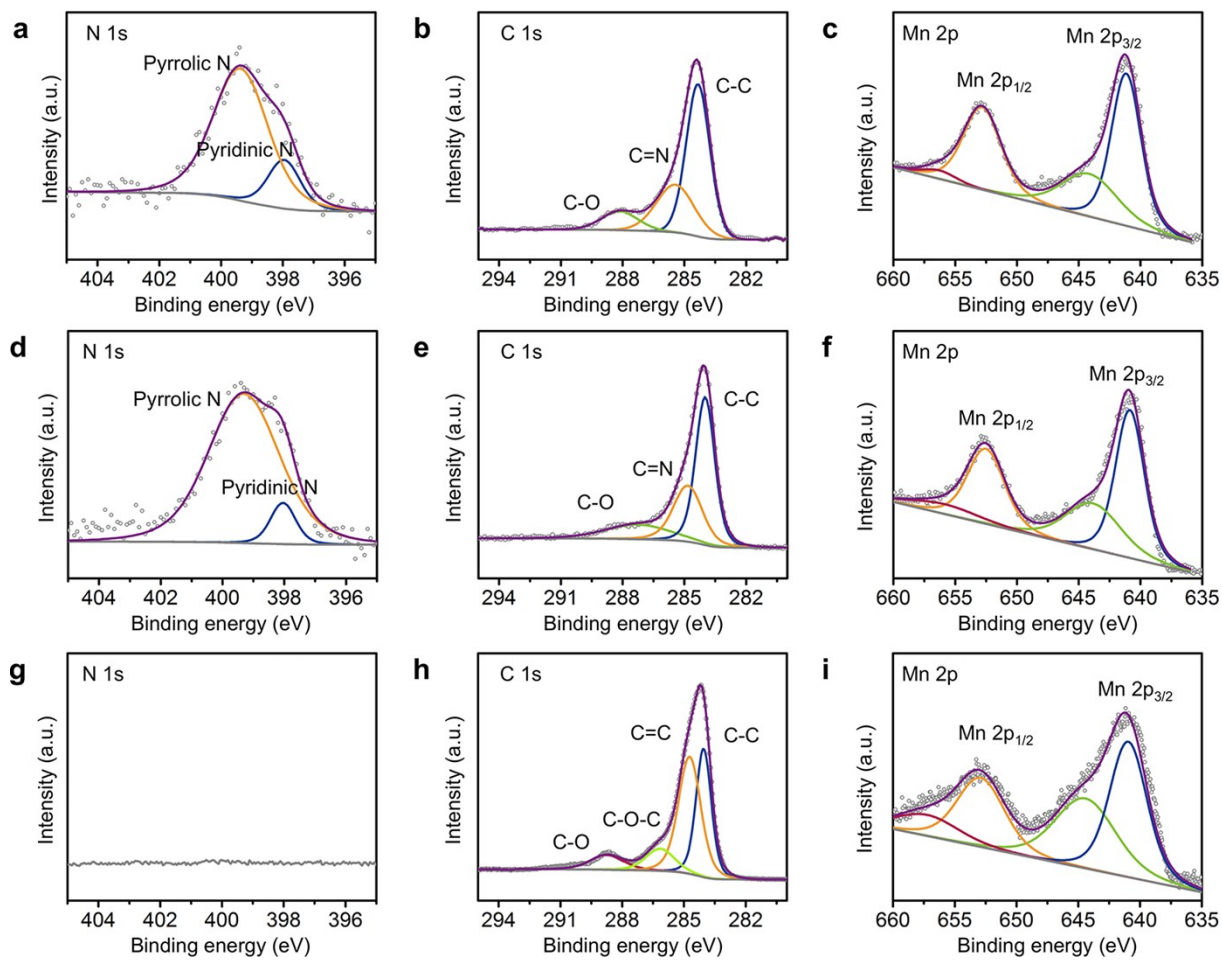 a
N 1s
Pyrrolic N
Pyridinic N
Intensity (a.u.)
404 402 400 398 396
Binding energy (eV)
b
C 1s
C-C
C=N
C-O
Intensity (a.u.)
294 291 288 285 282
Binding energy (eV)
c
Mn 2p
Mn 2p3/2
Mn 2p1/2
Intensity (a.u.)
660 655 650 645 640 635
Binding energy (eV)
d
N 1s
Pyrrolic N
Pyridinic N
Intensity (a.u.)
404 402 400 398 396
Binding energy (eV)
e
C 1s
C-C
C=N
C-O
Intensity (a.u.)
294 291 288 285 282
Binding energy (eV)
f
Mn 2p
Mn 2p3/2
Mn 2p1/2
Intensity (a.u.)
660 655 650 645 640 635
Binding energy (eV)
g
N 1s
Intensity (a.u.)
404 402 400 398 396
Binding energy (eV)
h
C 1s
C=C
C-C
C-O-C
C-O
Intensity (a.u.)
294 291 288 285 282
Binding energy (eV)
i
Mn 2p
Mn 2p3/2
Mn 2p1/2
Intensity (a.u.)
660 655 650 645 640 635
Binding energy (eV)